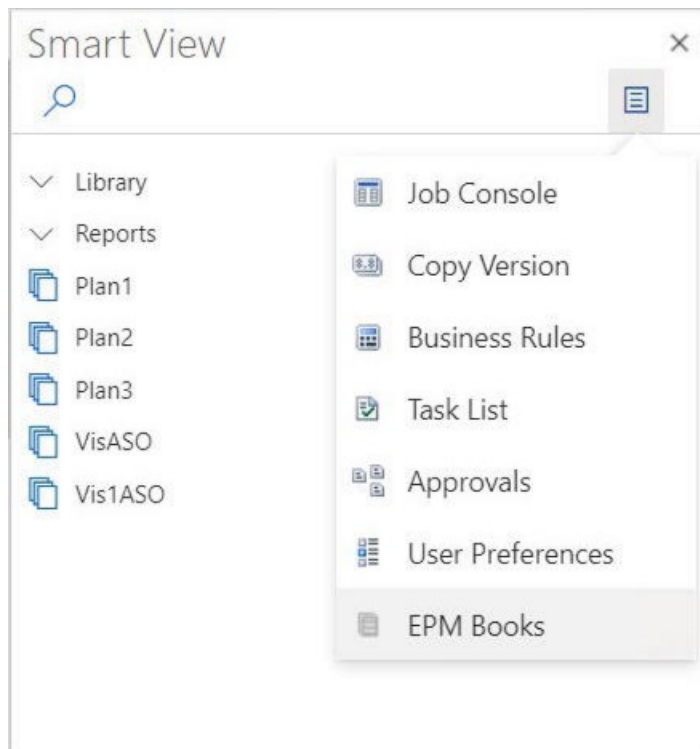 Smart View
Library
Reports
Plan1
Plan2
Plan3
VisASO
Vis1ASO
Job Console
Copy Version
Business Rules
Task List
Approvals
User Preferences
EPM Books